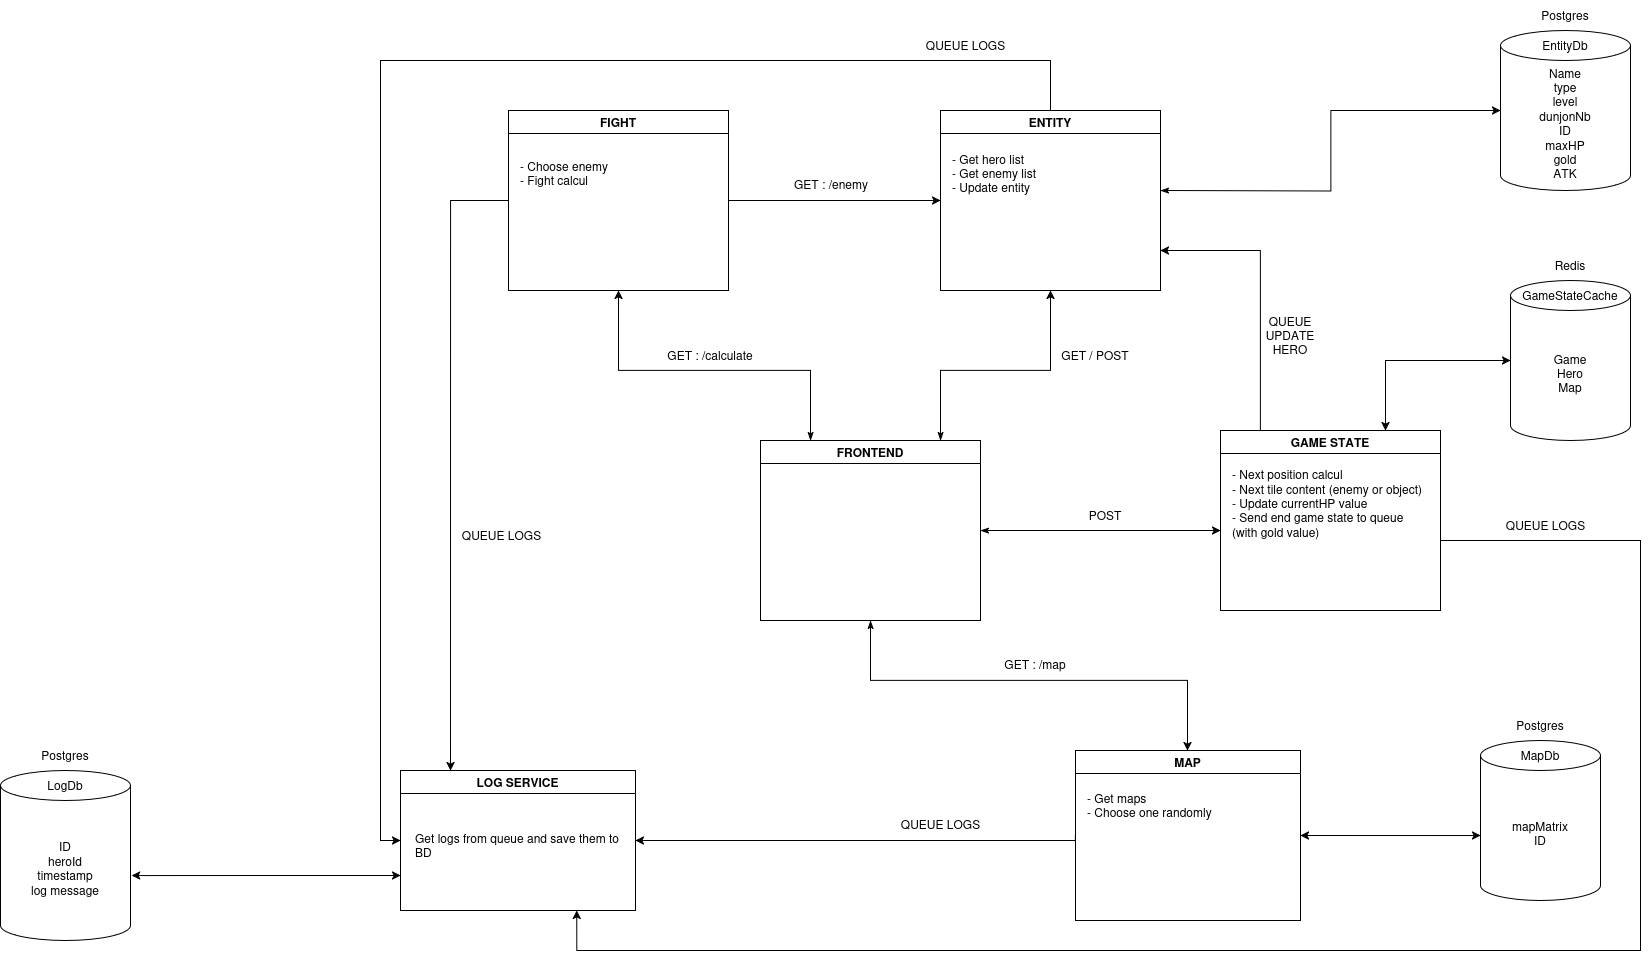 Postgres
EntityDb
Name
type
level
dunjonNb
ID
maxHP
gold
ATK
QUEUE LOGS
FIGHT
- Choose enemy
- Fight calcul
GET : /enemy
ENTITY
- Get hero list
- Get enemy list
- Update entity
Redis
GameStateCache
Game
Hero
Map
QUEUE
UPDATE
HERO
GET : /calculate
GET / POST
FRONTEND
GAME STATE
- Next position calcul
- Next tile content (enemy or object)
- Update currentHP value
- Send end game state to queue
(with gold value)
POST
QUEUE LOGS
QUEUE LOGS
GET : /map
Postgres
LogDb
ID
heroId
timestamp
log message
LOG SERVICE
Get logs from queue and save them to
BD
QUEUE LOGS
MAP
- Get maps
- Choose one randomly
Postgres
MapDb
mapMatrix
ID